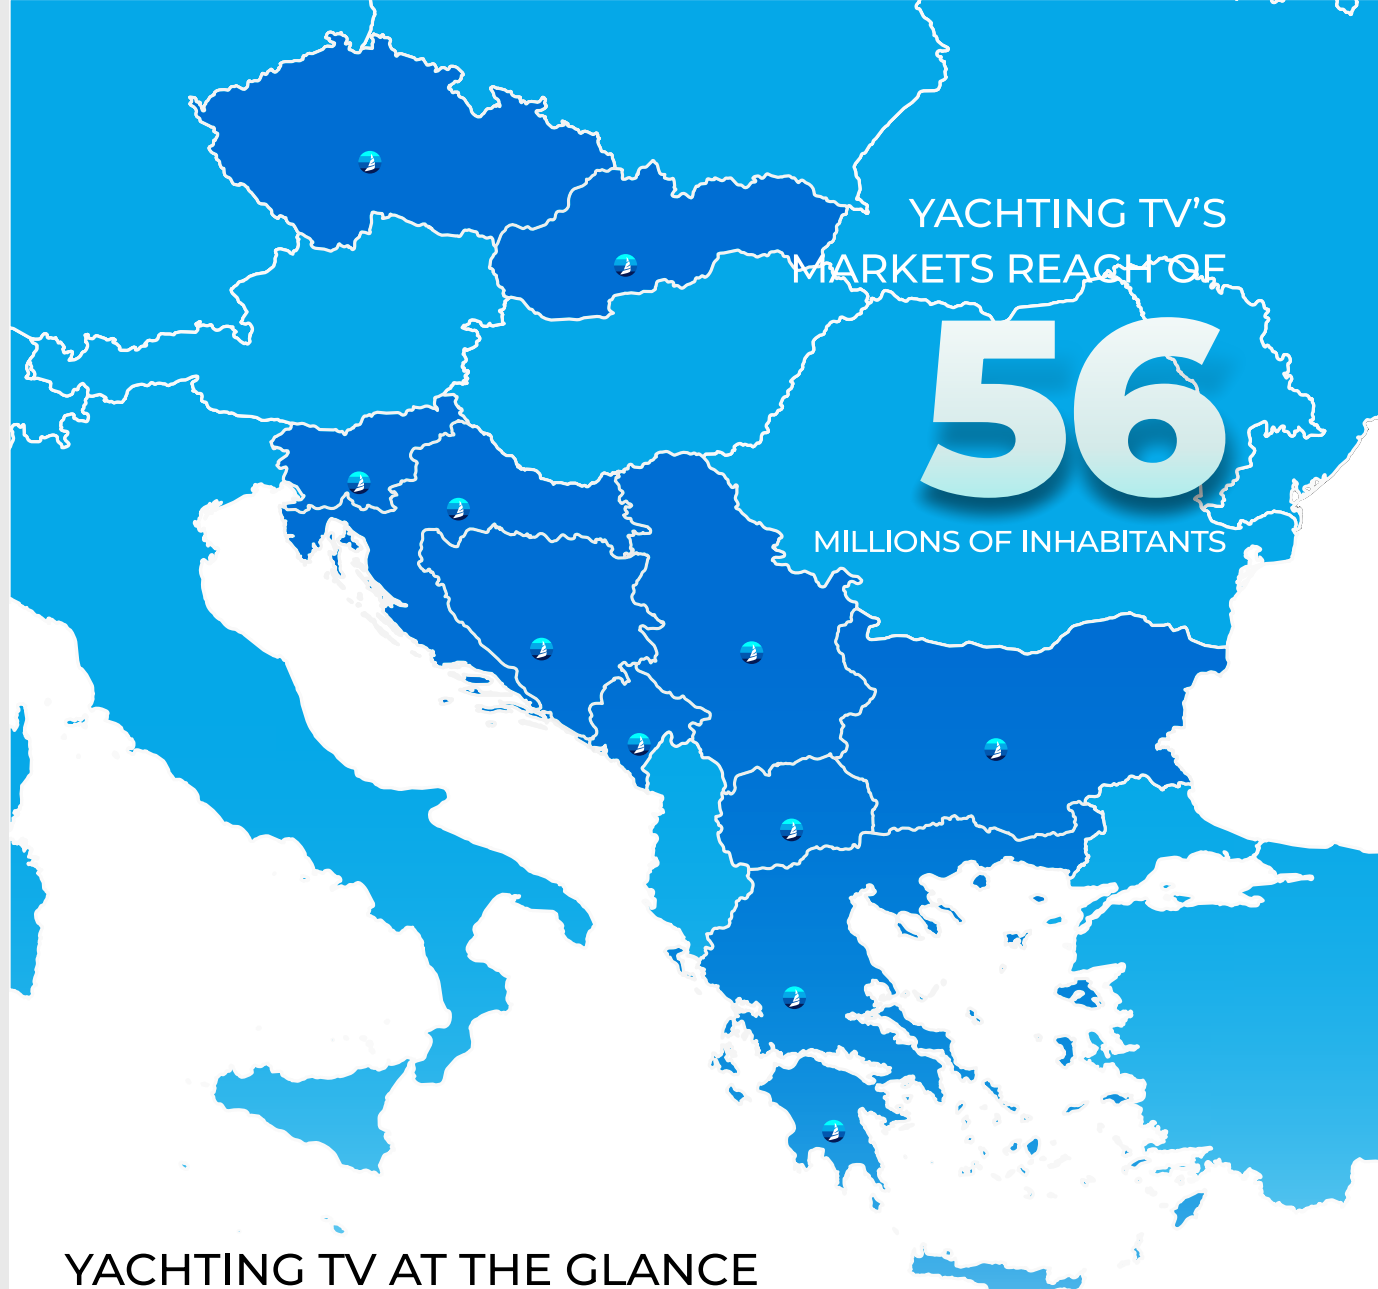 YACHTING TV’S
MARKETS REACH OF
56
MILLIONS OF INHABITANTS
YACHTING TV AT THE GLANCE